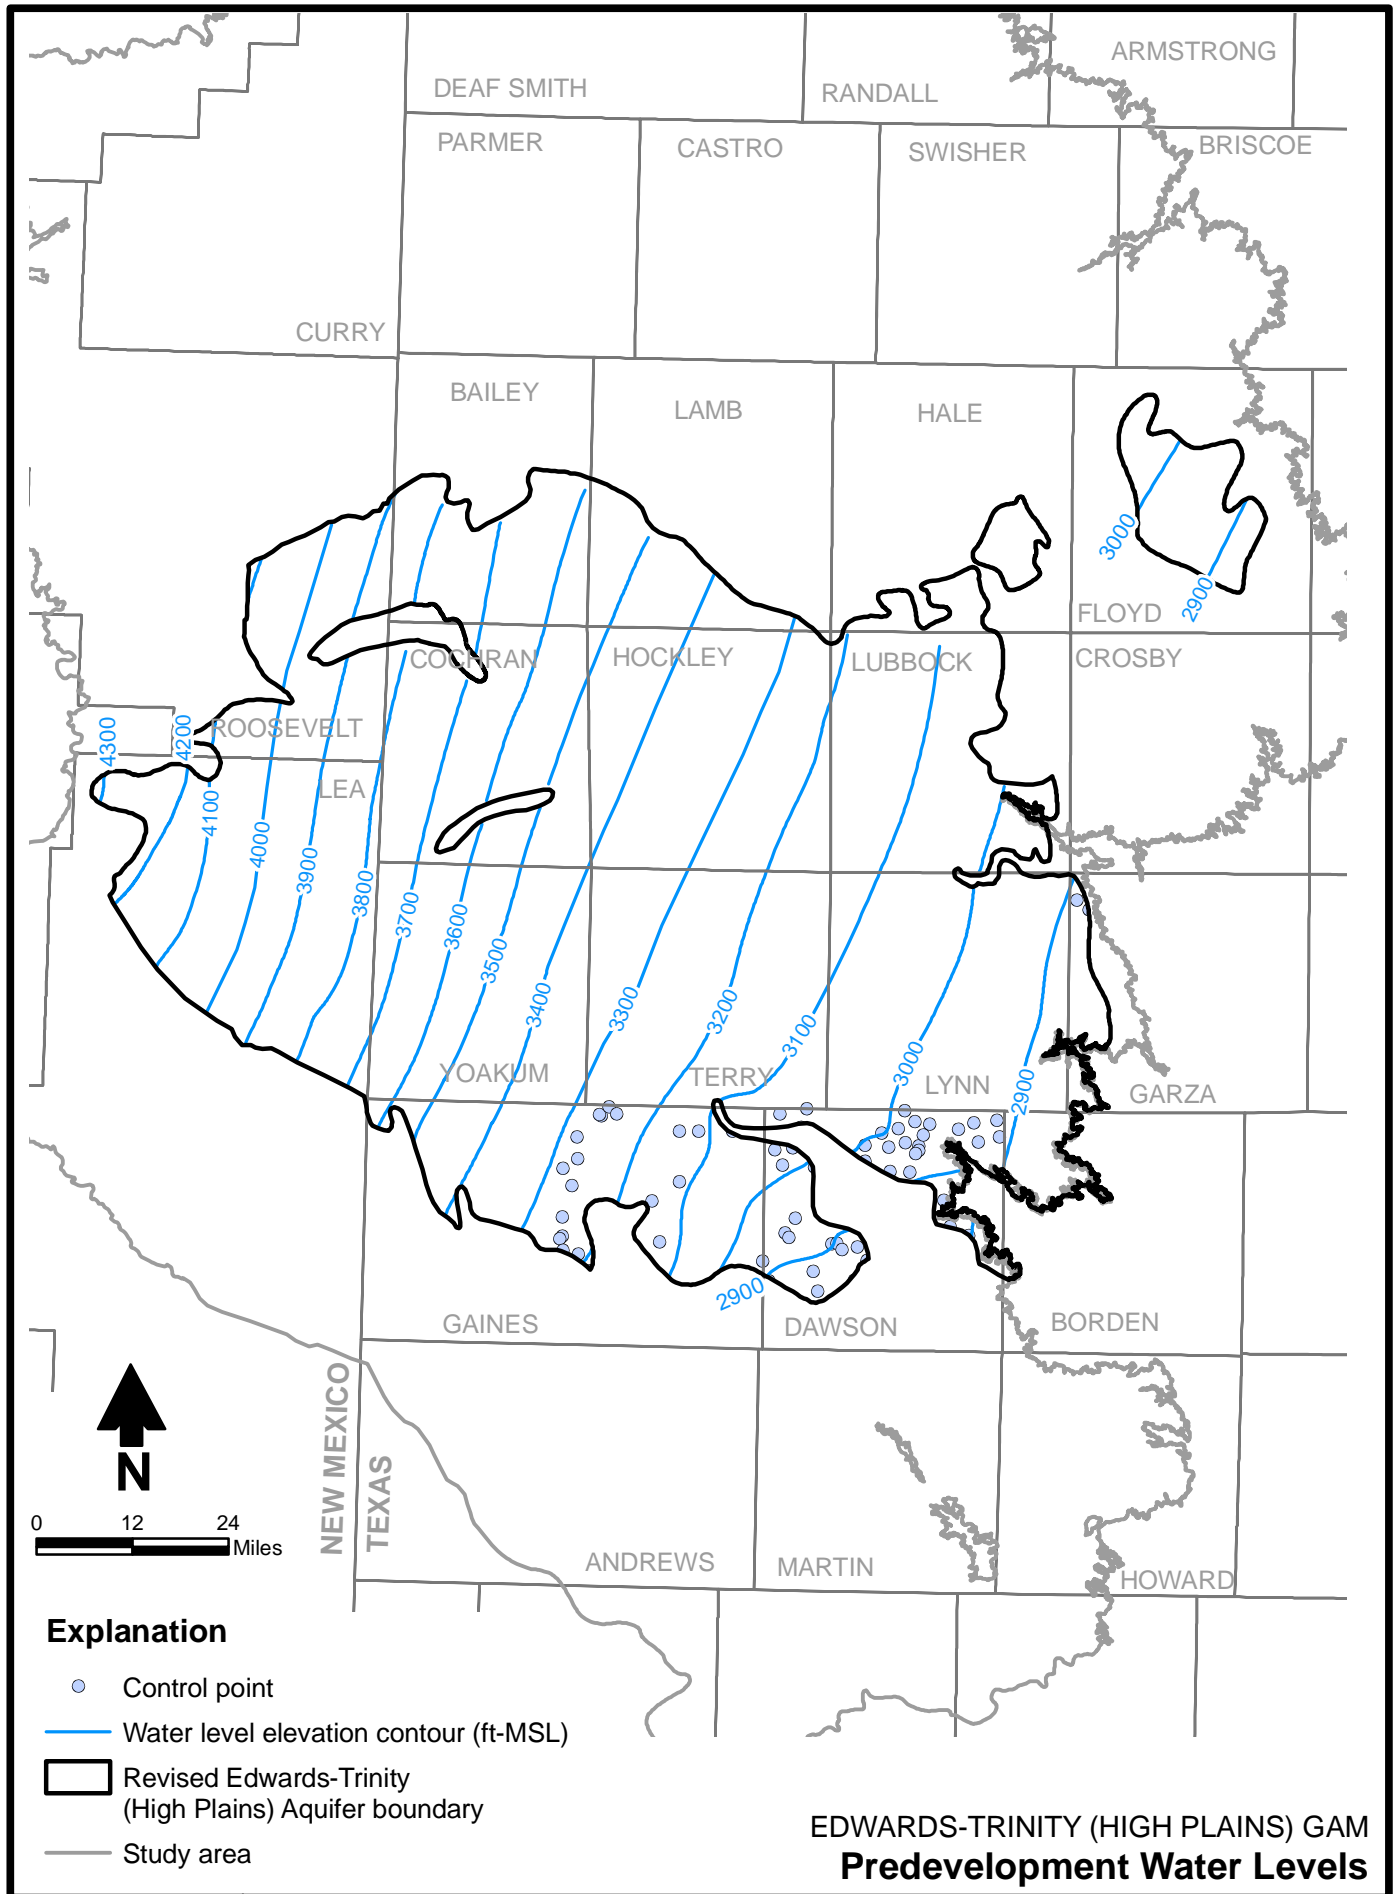 ARMSTRONG
DEAF SMITH
RANDALL
PARMER
CASTRO
SWISHER
BRISCOE
CURRY
BAILEY
LAMB
HALE
3000
2900
FLOYD
COCHRAN
HOCKLEY
LUBBOCK
CROSBY
4300
4200
ROOSEVELT
LEA
4100
4000
3900
3800
3700
3600
3500
3400
3300
3200
3100
3000
2900
YOAKUM
TERRY
LYNN
GARZA
2900
GAINES
DAWSON
BORDEN
NEW MEXICO
TEXAS
N
0 12 24
Miles
ANDREWS
MARTIN
HOWARD
Explanation
Control point
Water level elevation contour (ft-MSL)
Revised Edwards-Trinity
(High Plains) Aquifer boundary
Study area
EDWARDS-TRINITY (HIGH PLAINS) GAM
Predevelopment Water Levels